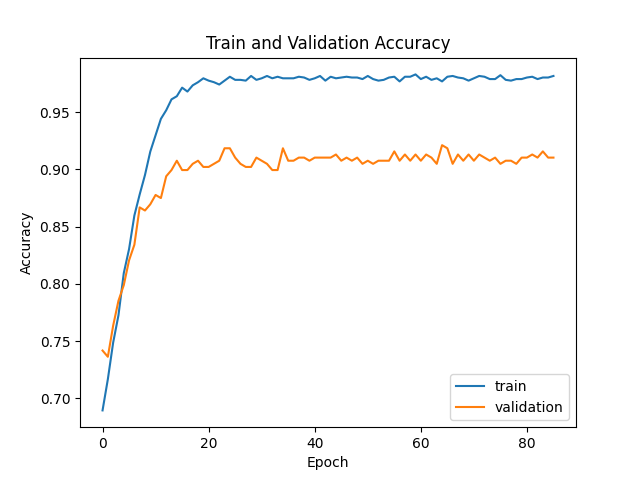 Train and Validation Accuracy
Accuracy
0.95
0.90
0.85
0.80
0.75
0.70
train
validation
0
20
40
60
80
Epoch